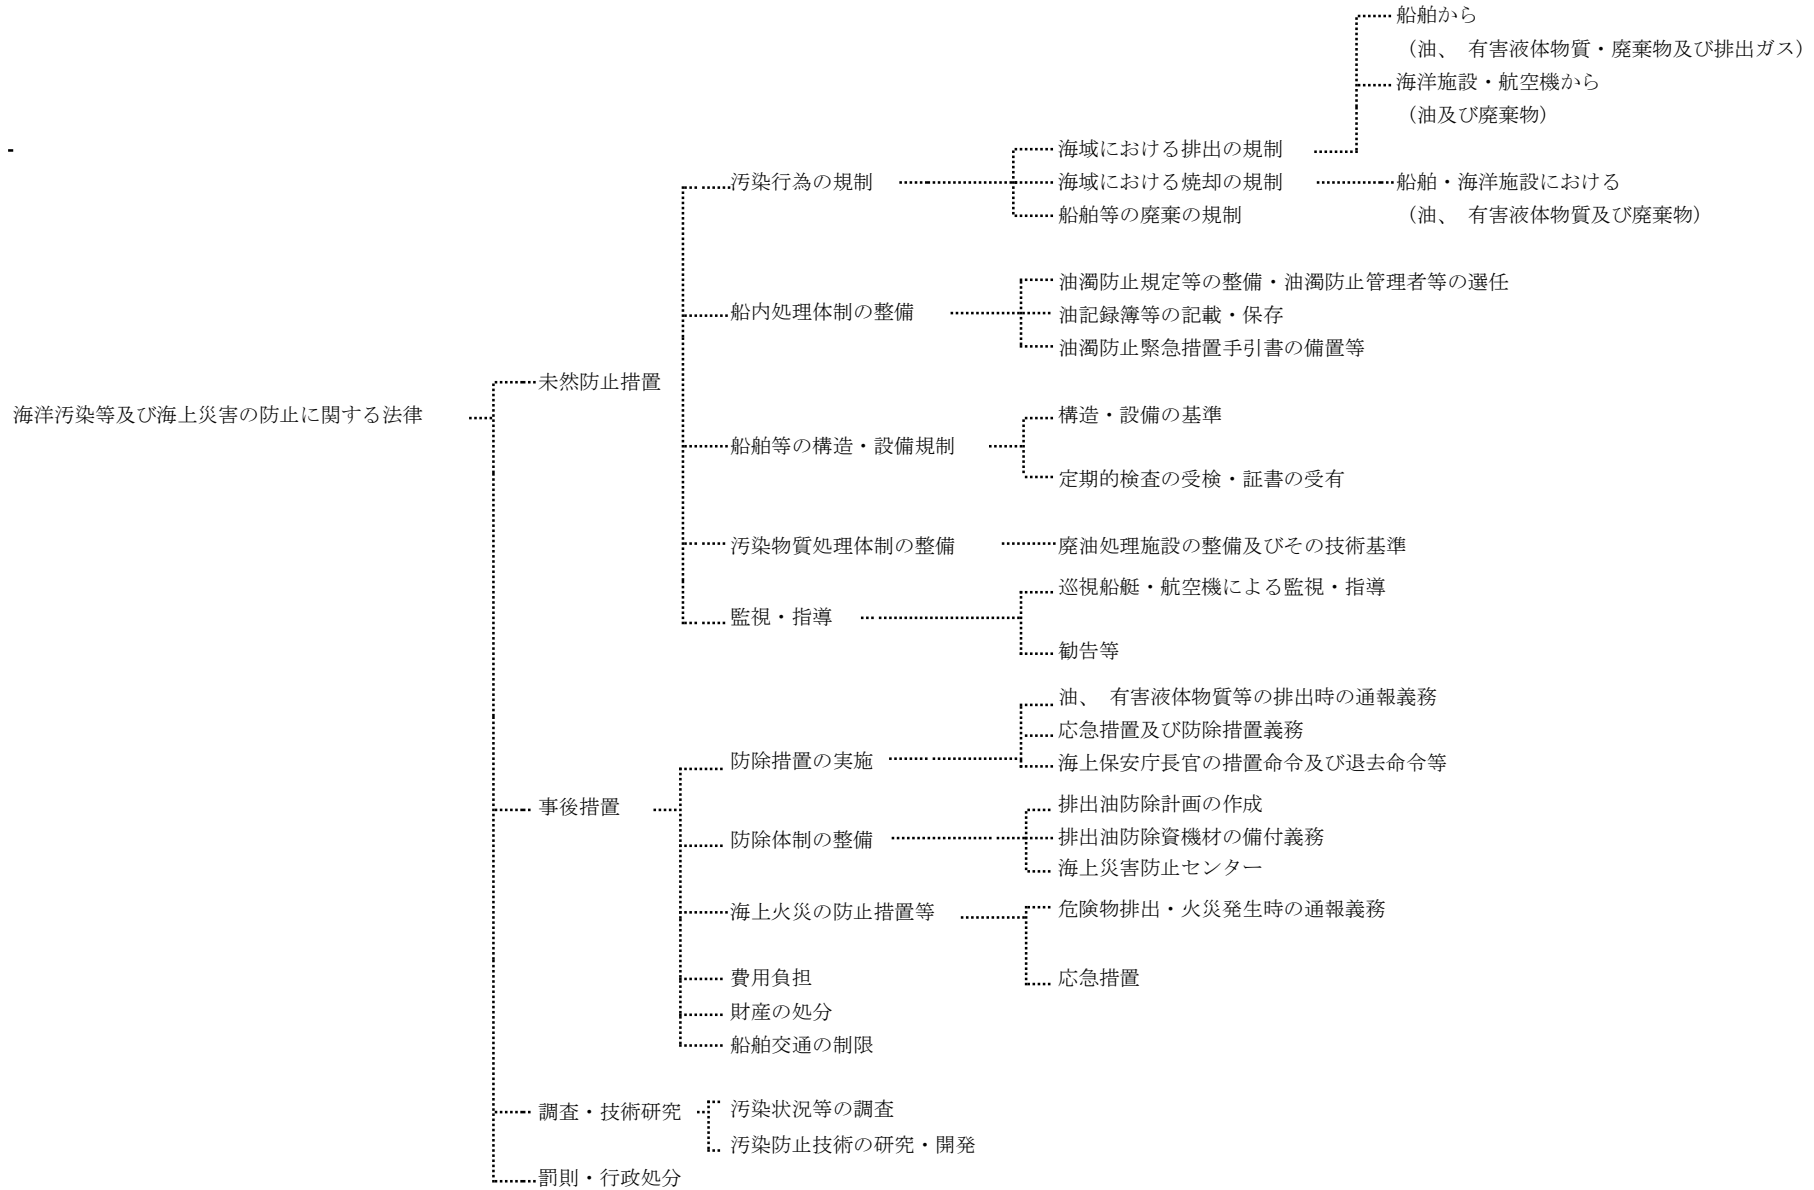 海洋汚染等及び海上災害の防止に関する法律
未然防止措置
汚染行為の規制
海域における排出の規制
船舶から
（油、 有害液体物質・廃棄物及び排出ガス）
海洋施設・航空機から
（油及び廃棄物）
海域における焼却の規制
船舶・海洋施設における
（油、 有害液体物質及び廃棄物）
船舶等の廃棄の規制
船内処理体制の整備
油濁防止規定等の整備・油濁防止管理者等の選任
油記録簿等の記載・保存
油濁防止緊急措置手引書の備置等
船舶等の構造・設備規制
構造・設備の基準
定期的検査の受検・証書の受有
汚染物質処理体制の整備
廃油処理施設の整備及びその技術基準
監視・指導
巡視船艇・航空機による監視・指導
勧告等
事後措置
防除措置の実施
油、 有害液体物質等の排出時の通報義務
応急措置及び防除措置義務
海上保安庁長官の措置命令及び退去命令等
防除体制の整備
排出油防除計画の作成
排出油防除資機材の備付義務
海上災害防止センター
海上火災の防止措置等
危険物排出・火災発生時の通報義務
応急措置
費用負担
財産の処分
船舶交通の制限
調査・技術研究
汚染状況等の調査
汚染防止技術の研究・開発
罰則・行政処分